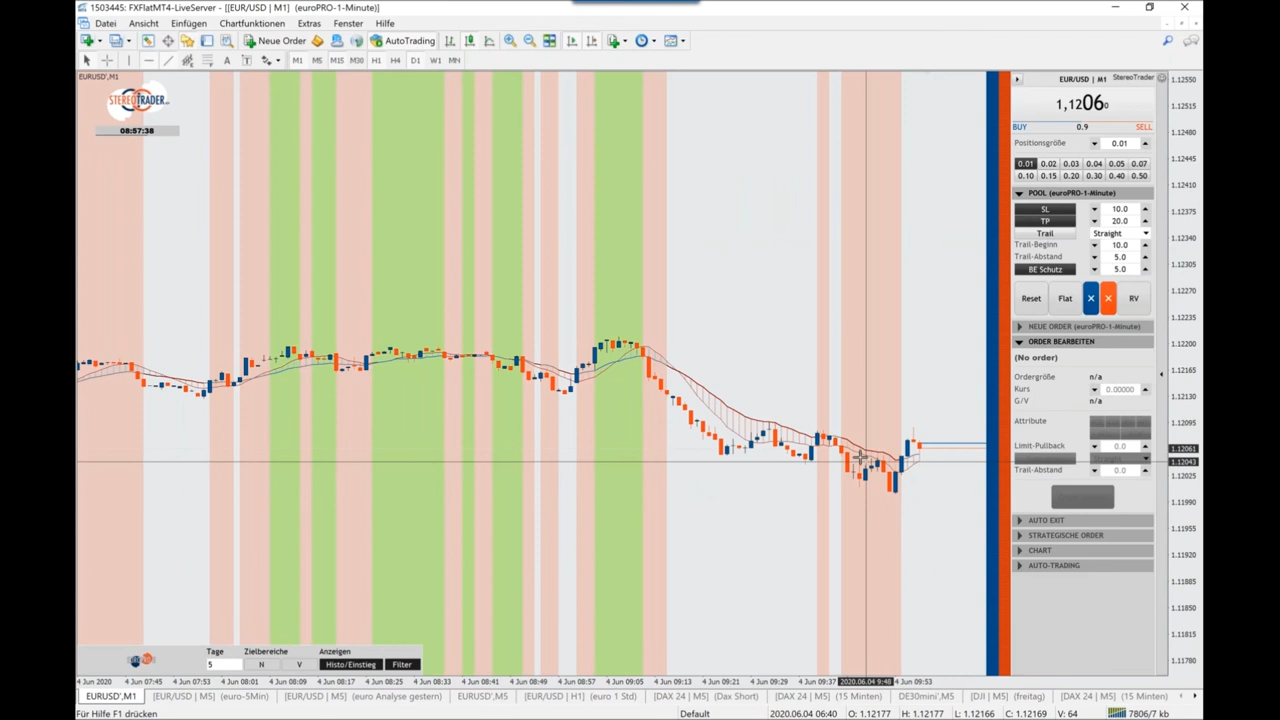 1503445: FXFlatMT4-LiveServer - [[EUR/USD | M1] (euroPRO-1-Minute)]
Datei Ansicht Einfügen Chartfunktionen Extras Fenster Hilfe
Neue Order AutoTrading
A T M1 M5 M15 M30 H1 H4 D1 W1 MN
EURUSD',M1
STEREOTRADER
08:57:38
EUR/USD | M1 StereoTrader
1,12060
BUY 0.9 SELL
Positionsgröße 0.01
0.01 0.02 0.03 0.04 0.05 0.07
0.10 0.15 0.20 0.30 0.40 0.50
POOL (euroPRO-1-Minute)
SL 10.0
TP 20.0
Trail Straight
Trail-Beginn 10.0
Trail-Abstand 5.0
BE Schutz 5.0
Reset Flat × × RV
NEUE ORDER (euroPRO-1-Minute)
ORDER BEARBEITEN
(No order)
Ordergröße n/a
Kurs 0.00000
G/V n/a
Attribute
Limit-Pullback 0.0
Trail-Abstand 0.0
AUTO EXIT
STRATEGISCHE ORDER
CHART
AUTO-TRADING
1.12550
1.12515
1.12480
1.12445
1.12410
1.12375
1.12340
1.12305
1.12270
1.12235
1.12200
1.12165
1.12130
1.12095
1.12061
1.12043
1.12025
1.11990
1.11955
1.11920
1.11885
1.11850
1.11815
1.11780
Tage Zielbereiche Anzeigen
5 N V Histo/Einstieg Filter
4 Jun 2020 4 Jun 07:45 4 Jun 07:53 4 Jun 08:01 4 Jun 08:09 4 Jun 08:17 4 Jun 08:25 4 Jun 08:33 4 Jun 08:41 4 Jun 08:49 4 Jun 08:57 4 Jun 09:05 4 Jun 09:13 4 Jun 09:21 4 Jun 09:29 4 Jun 09:37 2020.06.04 9:48 4 Jun 09:53
EURUSD',M1 [EUR/USD | M5] (euro-5Min) [EUR/USD | M5] (euro Analyse gestern) EURUSD',M5 [EUR/USD | H1] (euro 1 Std) [DAX 24 | M5] (Dax Short) [DAX 24 | M5] (15 Minten) DE30mini',M5 [DJI | M5] (freitag) [DAX 24 | M5] (15 Minten)
Für Hilfe F1 drücken Default 2020.06.04 06:40 O: 1.12177 H: 1.12177 L: 1.12166 C: 1.12169 V: 64 7806/7 kb